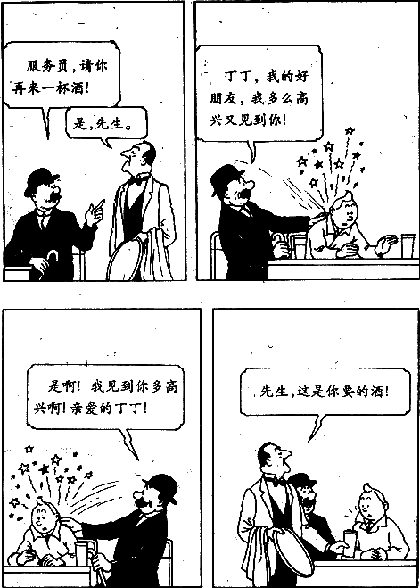 服务员,请你
再来一杯酒!
是,先生。
丁丁,我的好
朋友,我多么高
兴又见到你!
是啊! 我见到你多高
兴啊!亲爱的丁丁!
先生,这是你要的酒!